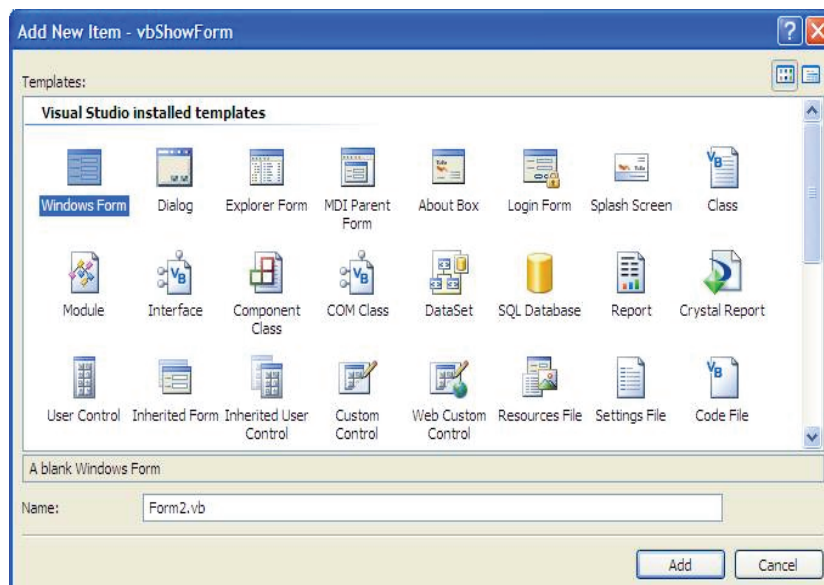 Add New Item - vbShowForm
Templates:
Visual Studio installed templates
Windows Form
Dialog
Explorer Form
MDI Parent
Form
About Box
Login Form
Splash Screen
Class
Module
Interface
Component
Class
COM Class
DataSet
SQL Database
Report
Crystal Report
User Control
Inherited Form
Inherited User
Control
Custom
Control
Web Custom
Control
Resources File
Settings File
Code File
A blank Windows Form
Name:
Form2.vb
Add
Cancel